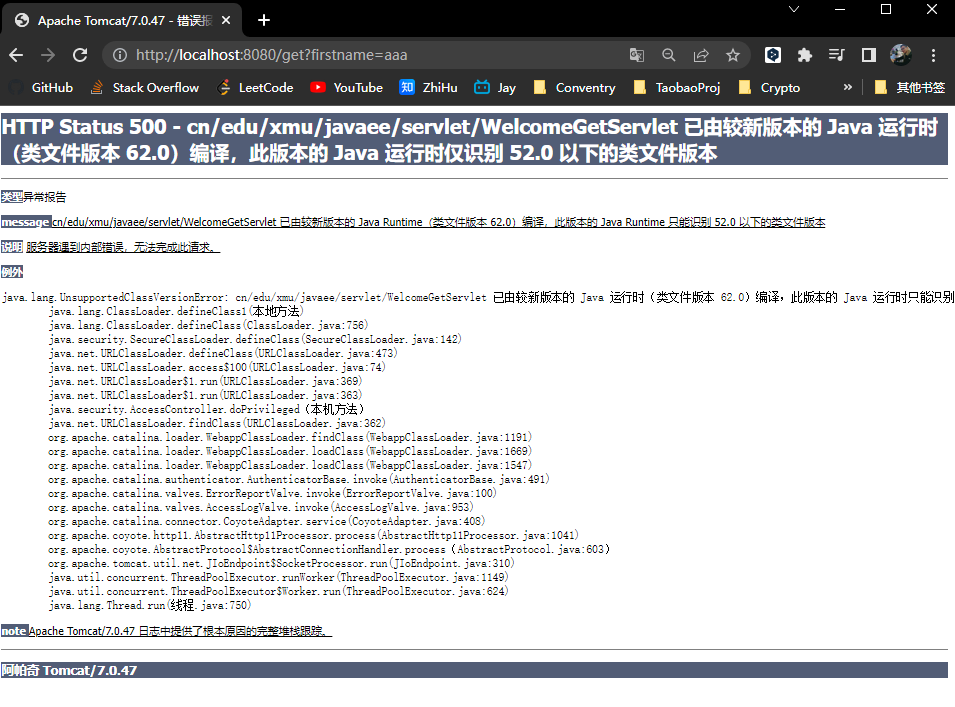 Apache Tomcat/7.0.47 - 错误报
http://localhost:8080/get?firstname=aaa
GitHub Stack Overflow LeetCode YouTube 知 ZhiHu Jay Conventry TaobaoProj Crypto » 其他书签
HTTP Status 500 - cn/edu/xmu/javaee/servlet/WelcomeGetServlet 已由较新版本的 Java 运行时
（类文件版本 62.0）编译，此版本的 Java 运行时仅识别 52.0 以下的类文件版本
类型异常报告
message cn/edu/xmu/javaee/servlet/WelcomeGetServlet 已由较新版本的 Java Runtime（类文件版本 62.0）编译，此版本的 Java Runtime 只能识别 52.0 以下的类文件版本
说明 服务器遇到内部错误，无法完成此请求。
例外
java.lang.UnsupportedClassVersionError: cn/edu/xmu/javaee/servlet/WelcomeGetServlet 已由较新版本的 Java 运行时（类文件版本 62.0）编译，此版本的 Java 运行时只能识别
java.lang.ClassLoader.defineClass1(本地方法)
java.lang.ClassLoader.defineClass(ClassLoader.java:756)
java.security.SecureClassLoader.defineClass(SecureClassLoader.java:142)
java.net.URLClassLoader.defineClass(URLClassLoader.java:473)
java.net.URLClassLoader.access$100(URLClassLoader.java:74)
java.net.URLClassLoader$1.run(URLClassLoader.java:369)
java.net.URLClassLoader$1.run(URLClassLoader.java:363)
java.security.AccessController.doPrivileged（本机方法）
java.net.URLClassLoader.findClass(URLClassLoader.java:362)
org.apache.catalina.loader.WebappClassLoader.findClass(WebappClassLoader.java:1191)
org.apache.catalina.loader.WebappClassLoader.loadClass(WebappClassLoader.java:1669)
org.apache.catalina.loader.WebappClassLoader.loadClass(WebappClassLoader.java:1547)
org.apache.catalina.authenticator.AuthenticatorBase.invoke(AuthenticatorBase.java:491)
org.apache.catalina.valves.ErrorReportValve.invoke(ErrorReportValve.java:100)
org.apache.catalina.valves.AccessLogValve.invoke(AccessLogValve.java:953)
org.apache.catalina.connector.CoyoteAdapter.service(CoyoteAdapter.java:408)
org.apache.coyote.http11.AbstractHttp11Processor.process(AbstractHttp11Processor.java:1041)
org.apache.coyote.AbstractProtocol$AbstractConnectionHandler.process（AbstractProtocol.java:603）
org.apache.tomcat.util.net.JIoEndpoint$SocketProcessor.run(JIoEndpoint.java:310)
java.util.concurrent.ThreadPoolExecutor.runWorker(ThreadPoolExecutor.java:1149)
java.util.concurrent.ThreadPoolExecutor$Worker.run(ThreadPoolExecutor.java:624)
java.lang.Thread.run(线程.java:750)
note Apache Tomcat/7.0.47 日志中提供了根本原因的完整堆栈跟踪。
阿帕奇 Tomcat/7.0.47